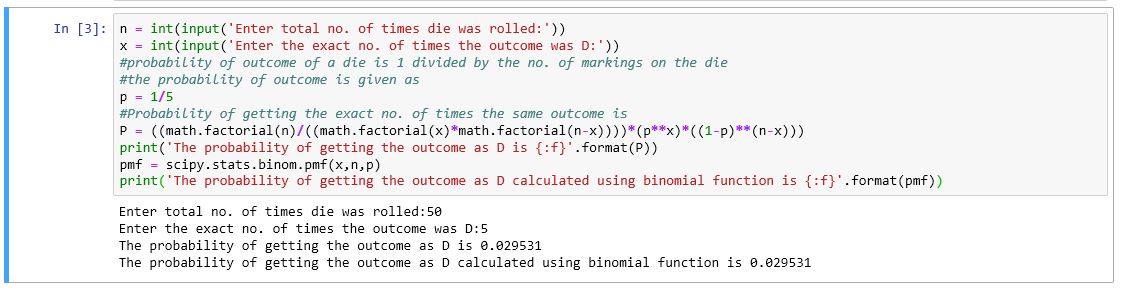 In [3]: n = int(input('Enter total no. of times die was rolled:'))
x = int(input('Enter the exact no. of times the outcome was D:'))
#probability of outcome of a die is 1 divided by the no. of markings on the die
#the probability of outcome is given as
p = 1/5
#Probability of getting the exact no. of times the same outcome is
P = ((math.factorial(n)/((math.factorial(x)*math.factorial(n-x))))*(p**x)*((1-p)**(n-x)))
print('The probability of getting the outcome as D is {:f}'.format(P))
pmf = scipy.stats.binom.pmf(x,n,p)
print('The probability of getting the outcome as D calculated using binomial function is {:f}'.format(pmf))
Enter total no. of times die was rolled:50
Enter the exact no. of times the outcome was D:5
The probability of getting the outcome as D is 0.029531
The probability of getting the outcome as D calculated using binomial function is 0.029531